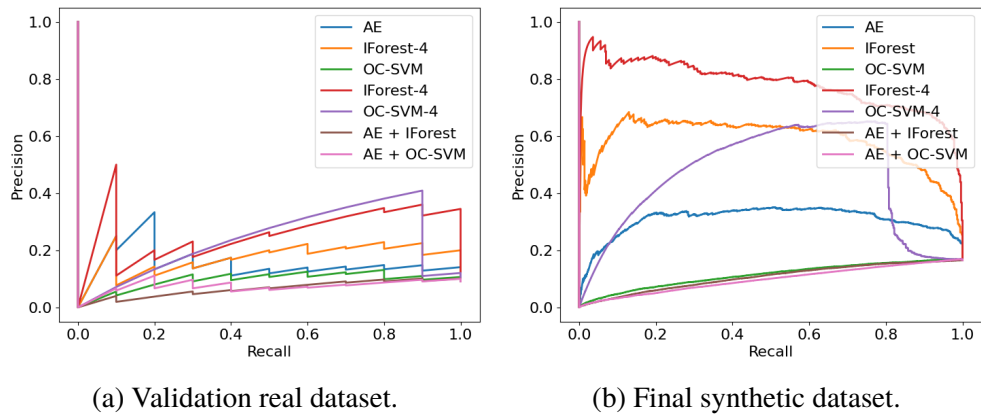 1.0
0.8
0.6
0.4
0.2
0.0
Precision
0.0 0.2 0.4 0.6 0.8 1.0
Recall
AE
IForest-4
OC-SVM
IForest-4
OC-SVM-4
AE + IForest
AE + OC-SVM
(a) Validation real dataset.
1.0
0.8
0.6
0.4
0.2
0.0
Precision
0.0 0.2 0.4 0.6 0.8 1.0
Recall
AE
IForest
OC-SVM
IForest-4
OC-SVM-4
AE + IForest
AE + OC-SVM
(b) Final synthetic dataset.